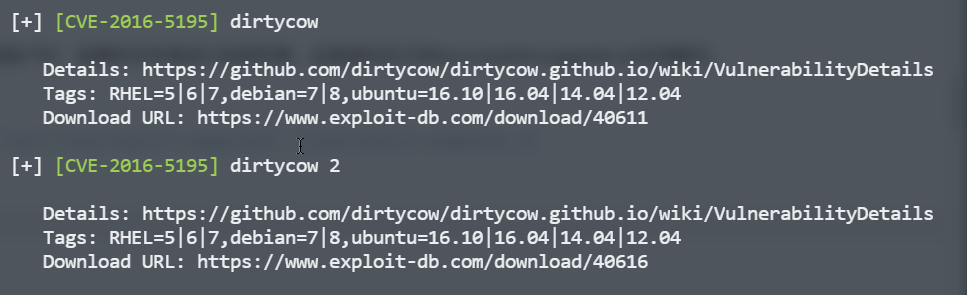 [+] [CVE-2016-5195] dirtycow
Details: https://github.com/dirtycow/dirtycow.github.io/wiki/VulnerabilityDetails
Tags: RHEL=5|6|7,debian=7|8,ubuntu=16.10|16.04|14.04|12.04
Download URL: https://www.exploit-db.com/download/40611
[+] [CVE-2016-5195] dirtycow 2
Details: https://github.com/dirtycow/dirtycow.github.io/wiki/VulnerabilityDetails
Tags: RHEL=5|6|7,debian=7|8,ubuntu=16.10|16.04|14.04|12.04
Download URL: https://www.exploit-db.com/download/40616